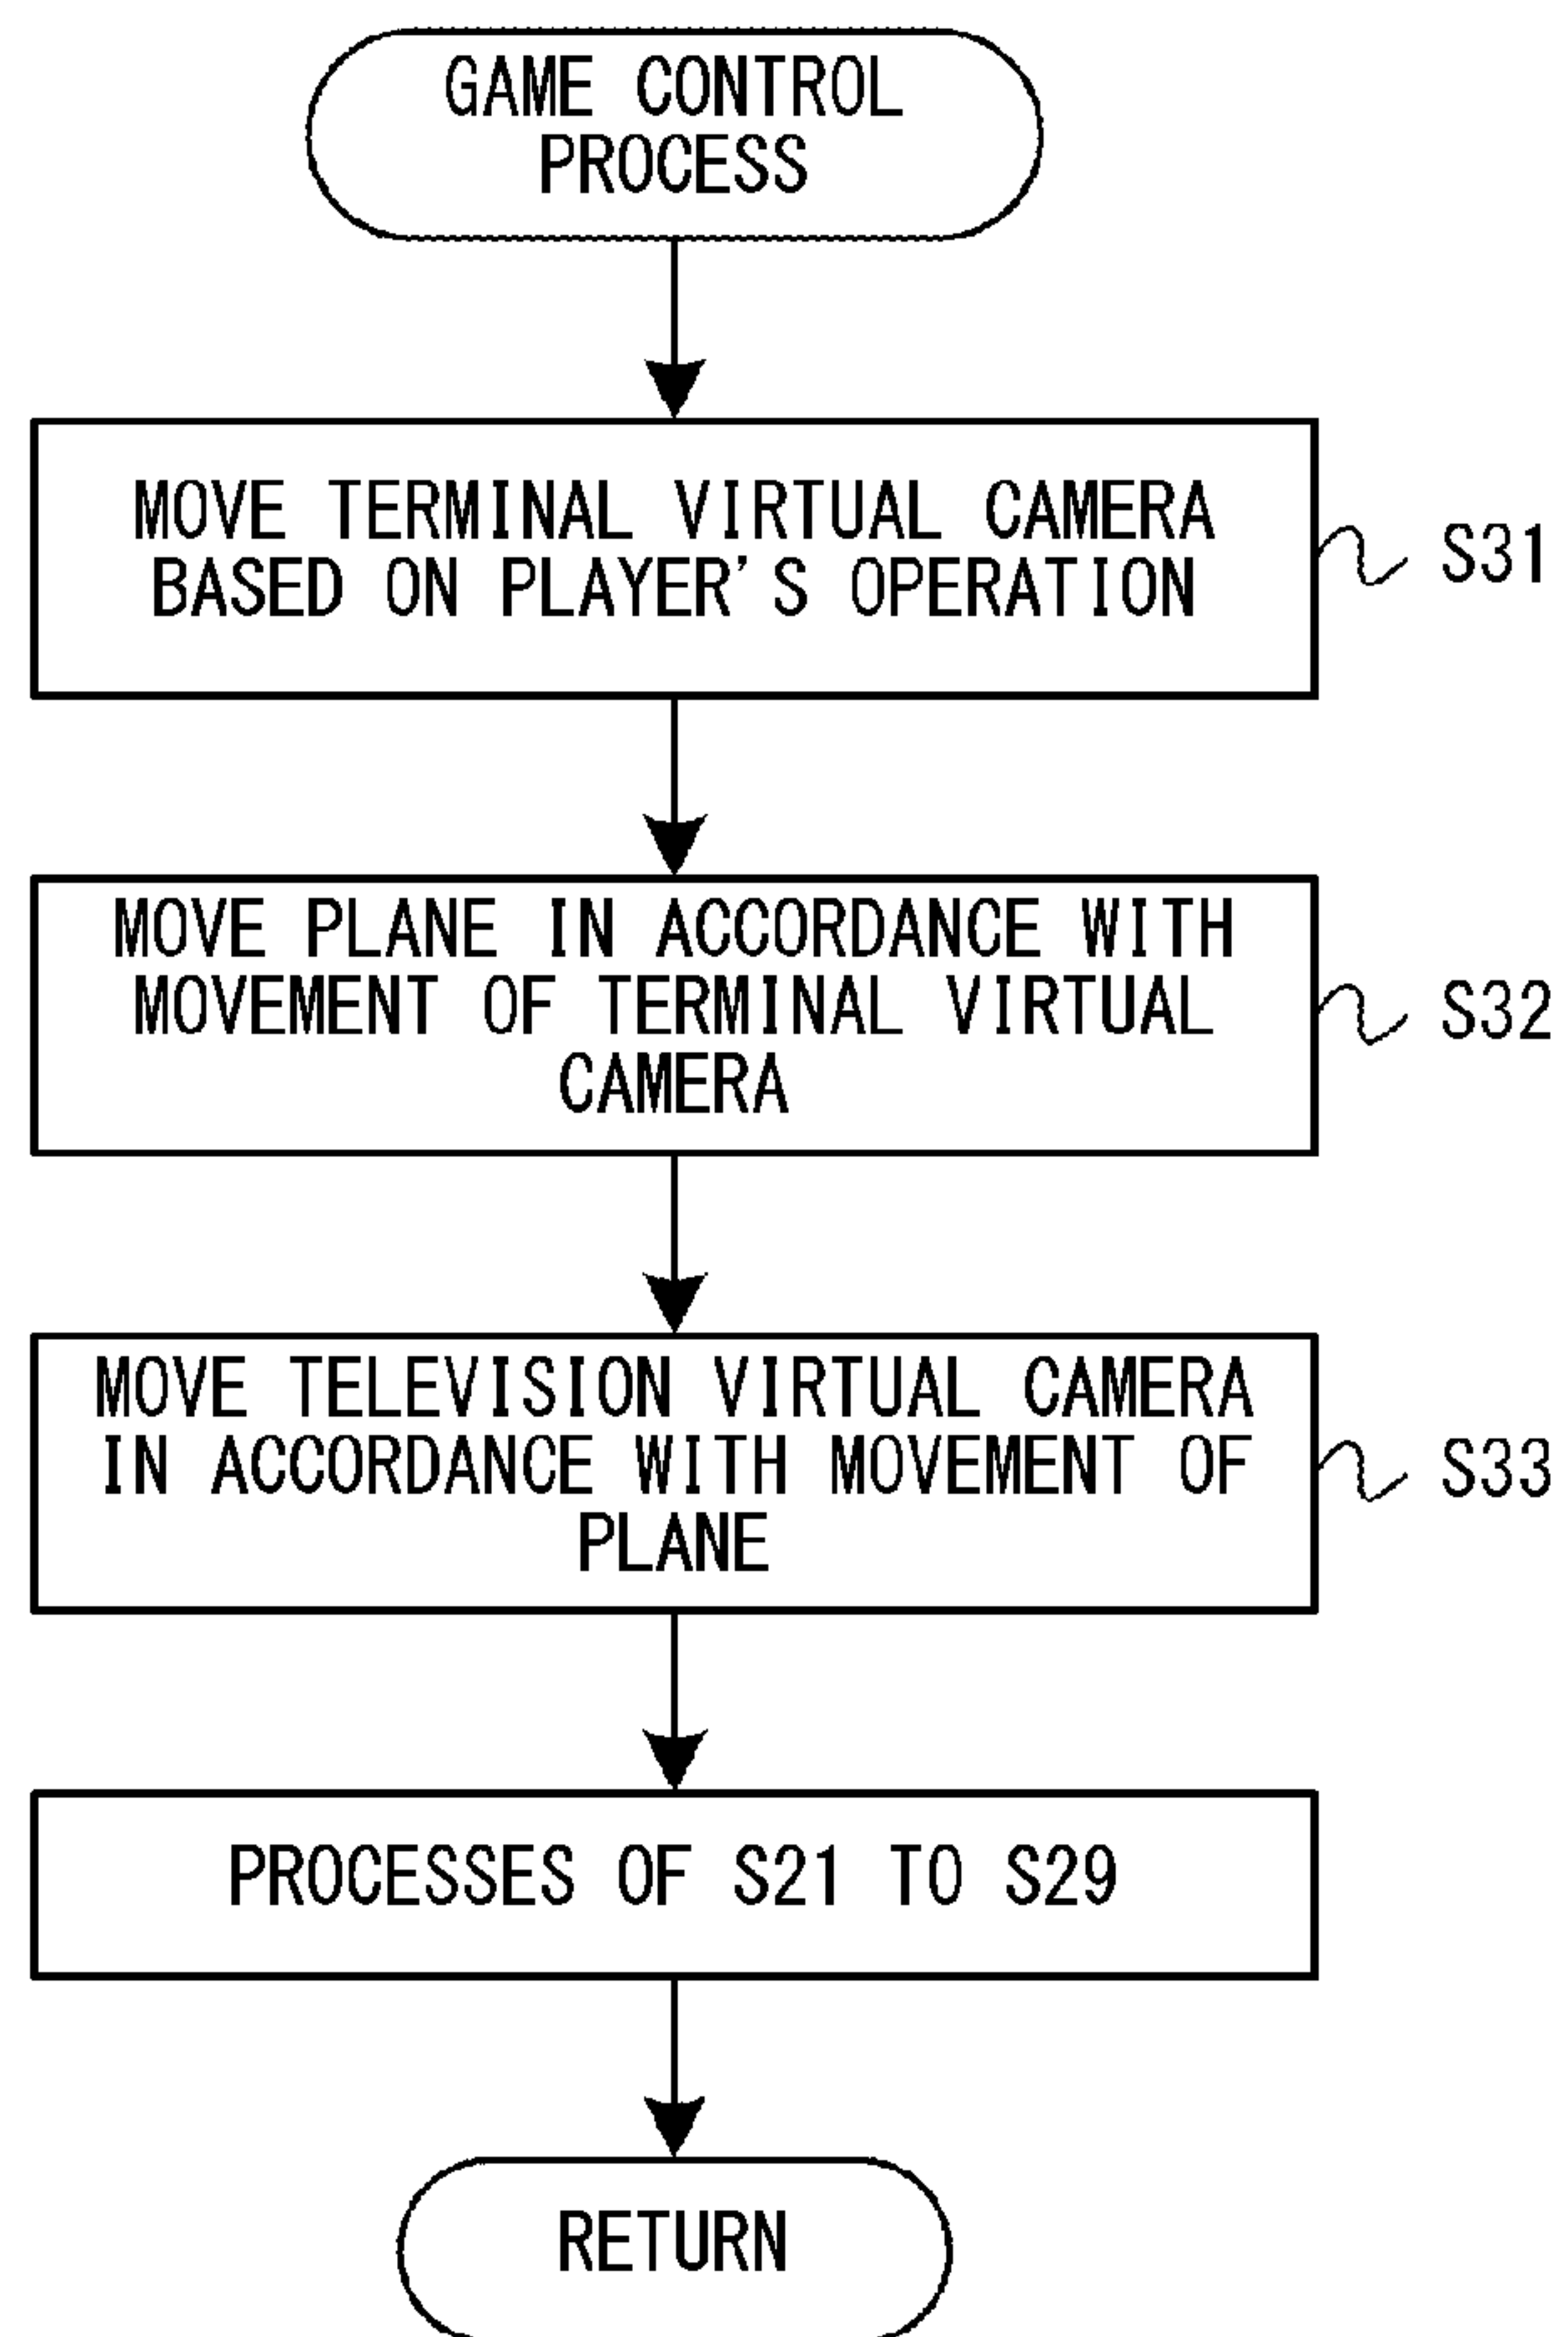 GAME CONTROL
PROCESS
MOVE TERMINAL VIRTUAL CAMERA
BASED ON PLAYER'S OPERATION
S31
MOVE PLANE IN ACCORDANCE WITH
MOVEMENT OF TERMINAL VIRTUAL
CAMERA
S32
MOVE TELEVISION VIRTUAL CAMERA
IN ACCORDANCE WITH MOVEMENT OF
PLANE
S33
PROCESSES OF S21 TO S29
RETURN